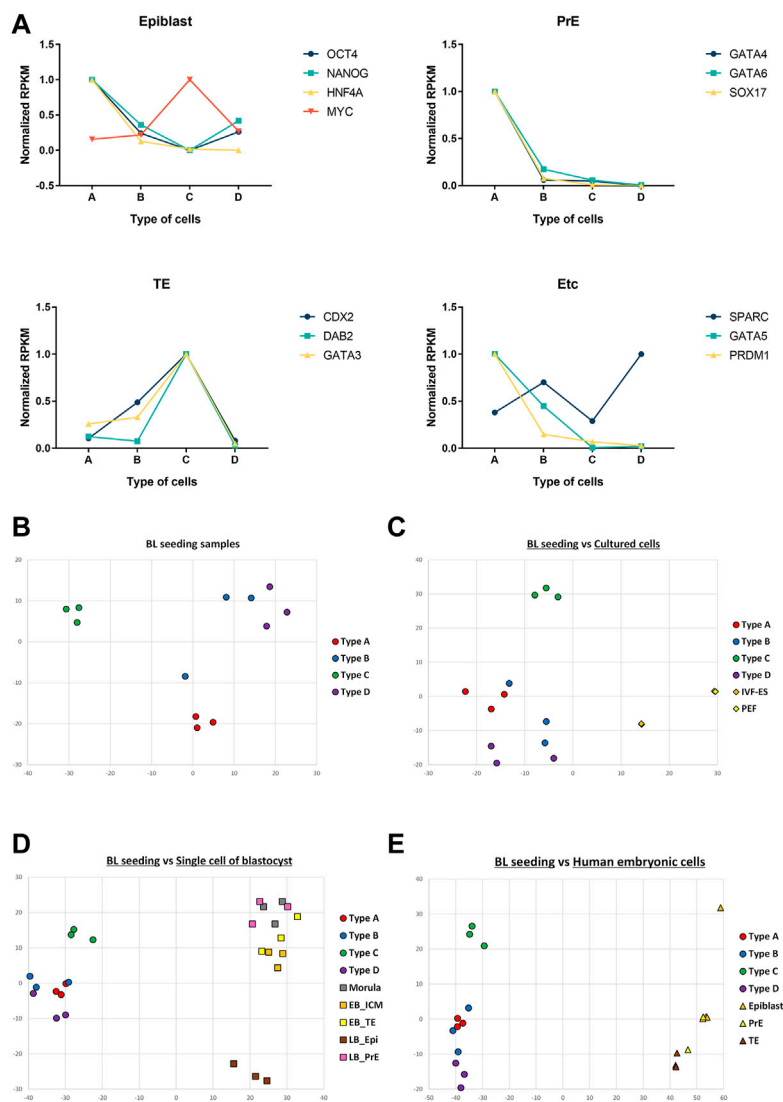 A
Epiblast
Normalized RPKM
1.5
1.0
0.5
0.0
-0.5
A B C D
Type of cells
OCT4
NANOG
HNF4A
MYC
PrE
Normalized RPKM
1.5
1.0
0.5
0.0
A B C D
Type of cells
GATA4
GATA6
SOX17
TE
Normalized RPKM
1.5
1.0
0.5
0.0
A B C D
Type of cells
CDX2
DAB2
GATA3
Etc
Normalized RPKM
1.5
1.0
0.5
0.0
A B C D
Type of cells
SPARC
GATA5
PRDM1
B
BL seeding samples
20
10
0
-10
-20
-30
-40 -30 -20 -10 0 10 20 30
Type A
Type B
Type C
Type D
C
BL seeding vs Cultured cells
40
30
20
10
0
-10
-20
-30 -20 -10 0 10 20 30
Type A
Type B
Type C
Type D
IVF-ES
PEF
D
BL seeding vs Single cell of blastocyst
30
20
10
0
-10
-20
-30
-40 -30 -20 -10 0 10 20 30 40
Type A
Type B
Type C
Type D
Morula
EB_ICM
EB_TE
LB_Epi
LB_PrE
E
BL seeding vs Human embryonic cells
40
30
20
10
0
-10
-20
-50 -40 -30 -20 -10 0 10 20 30 40 50 60
Type A
Type B
Type C
Type D
Epiblast
PrE
TE